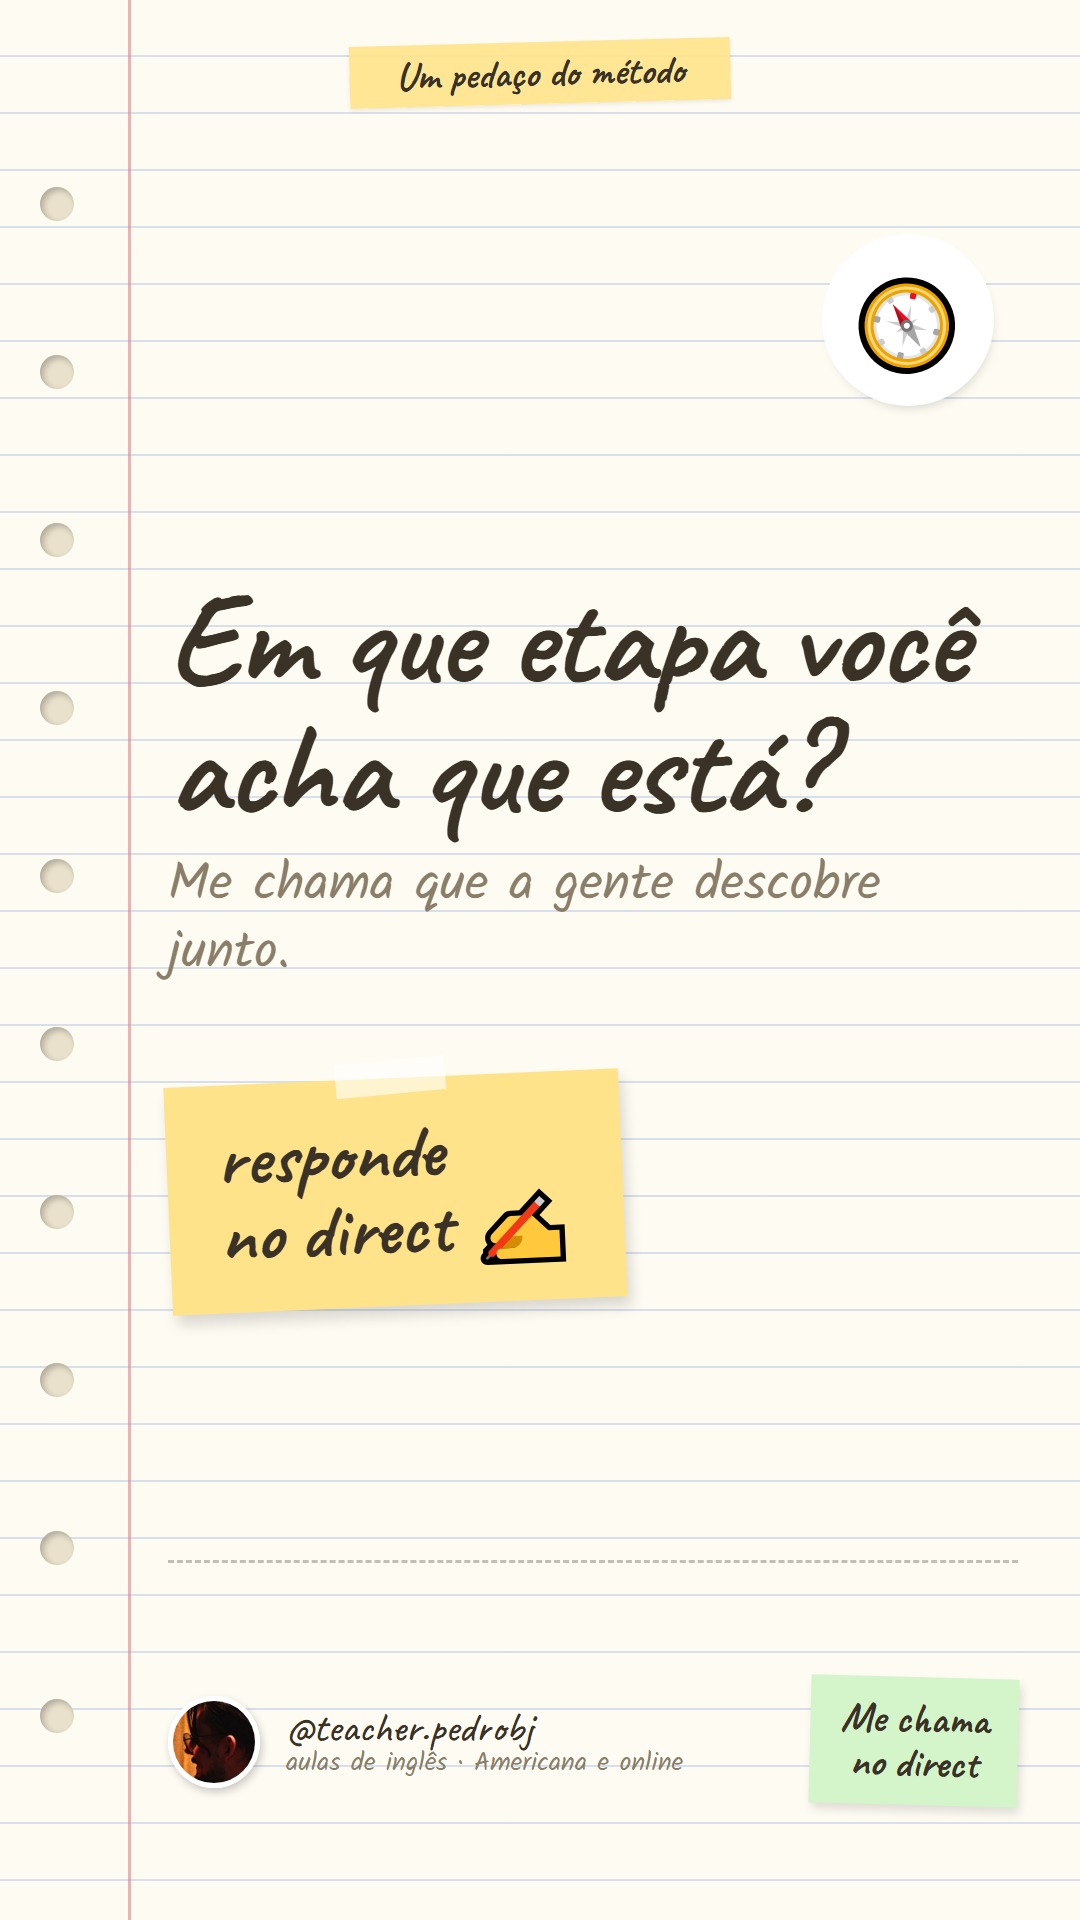 Um pedaço do método
Em que etapa você
acha que está?
Me chama que a gente descobre
junto.
responde
no direct ✍️
@teacher.pedrobj
aulas de inglês · Americana e online
Me chama
no direct